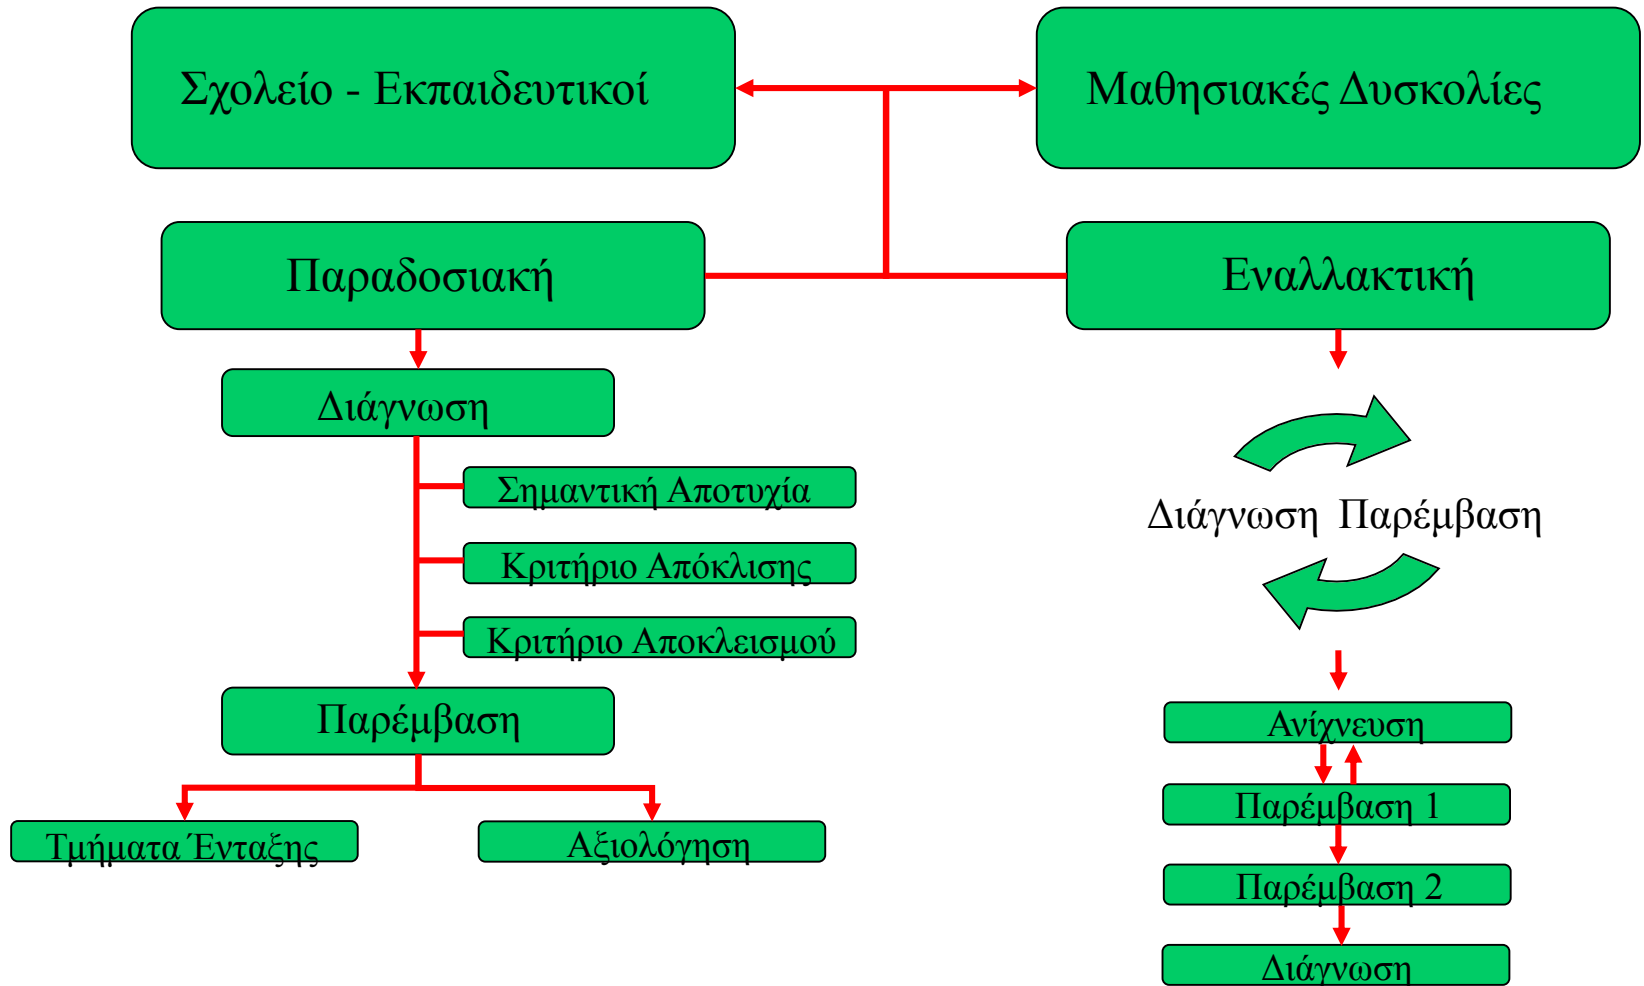 Σχολείο - Εκπαιδευτικοί
Μαθησιακές Δυσκολίες
Παραδοσιακή
Εναλλακτική
Διάγνωση
Σημαντική Αποτυχία
Κριτήριο Απόκλισης
Κριτήριο Αποκλεισμού
Παρέμβαση
Τμήματα Ένταξης
Αξιολόγηση
Διάγνωση Παρέμβαση
Ανίχνευση
Παρέμβαση 1
Παρέμβαση 2
Διάγνωση